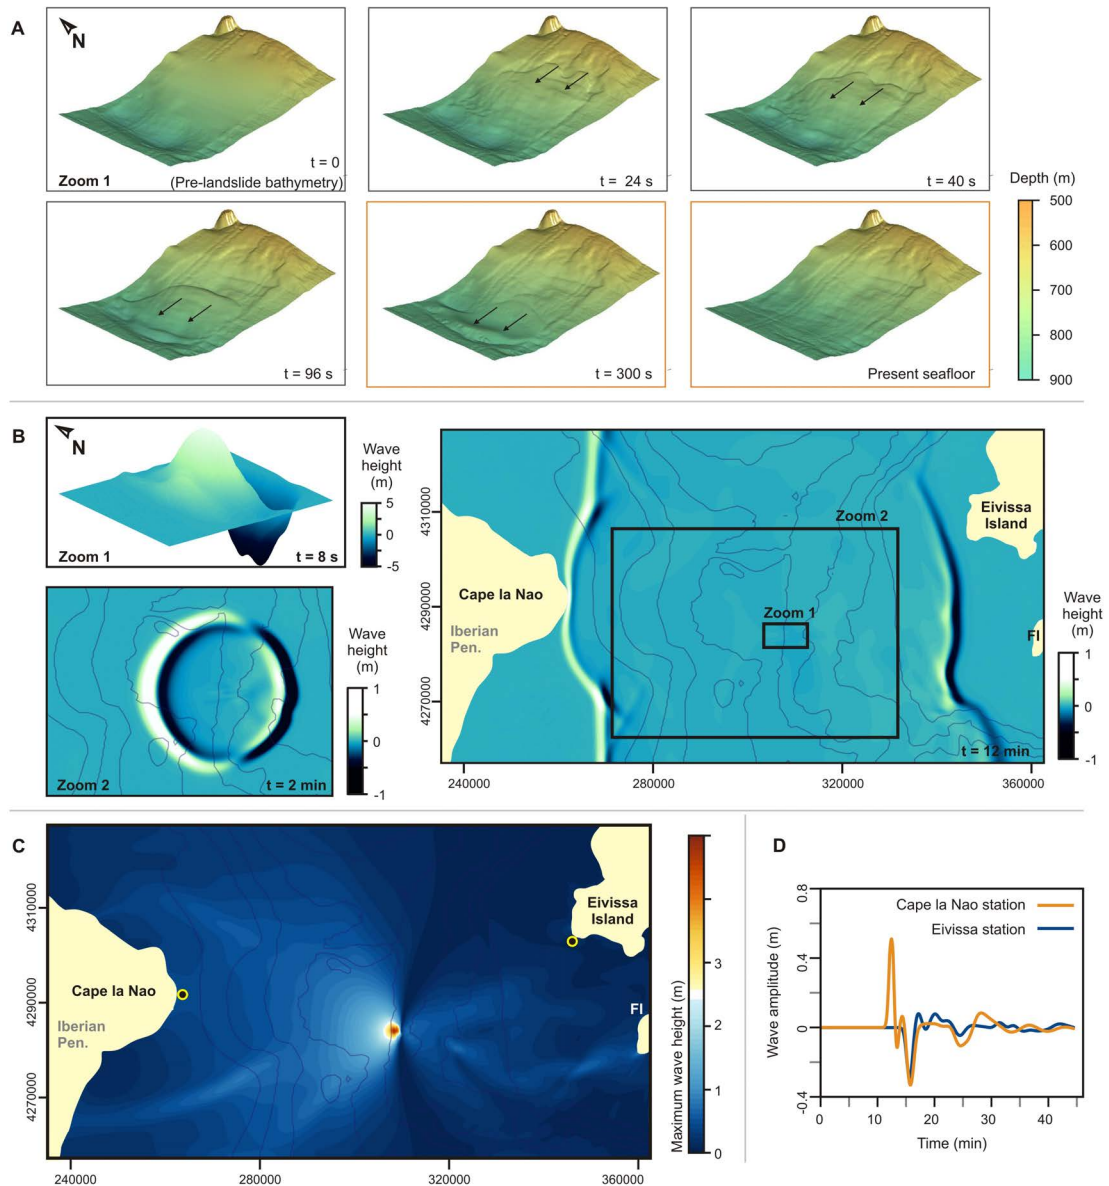 A
N
t = 0
Zoom 1
(Pre-landslide bathymetry)
t = 24 s
t = 40 s
Depth (m)
500
600
700
800
900
t = 96 s
t = 300 s
Present seafloor
B
N
Zoom 1
t = 8 s
Wave
height
(m)
5
0
-5
Zoom 2
t = 2 min
Wave
height
(m)
1
0
-1
4310000
4290000
4270000
Cape la Nao
Iberian
Pen.
Zoom 2
Zoom 1
Eivissa
Island
FI
t = 12 min
240000
280000
320000
360000
Wave
height
(m)
1
0
-1
C
4310000
4290000
4270000
Cape la Nao
Iberian
Pen.
Eivissa
Island
FI
240000
280000
320000
360000
Maximum wave height (m)
3
2
1
0
D
Cape la Nao station
Eivissa station
Wave amplitude (m)
0.8
0.4
0
-0.4
0
10
20
30
40
Time (min)